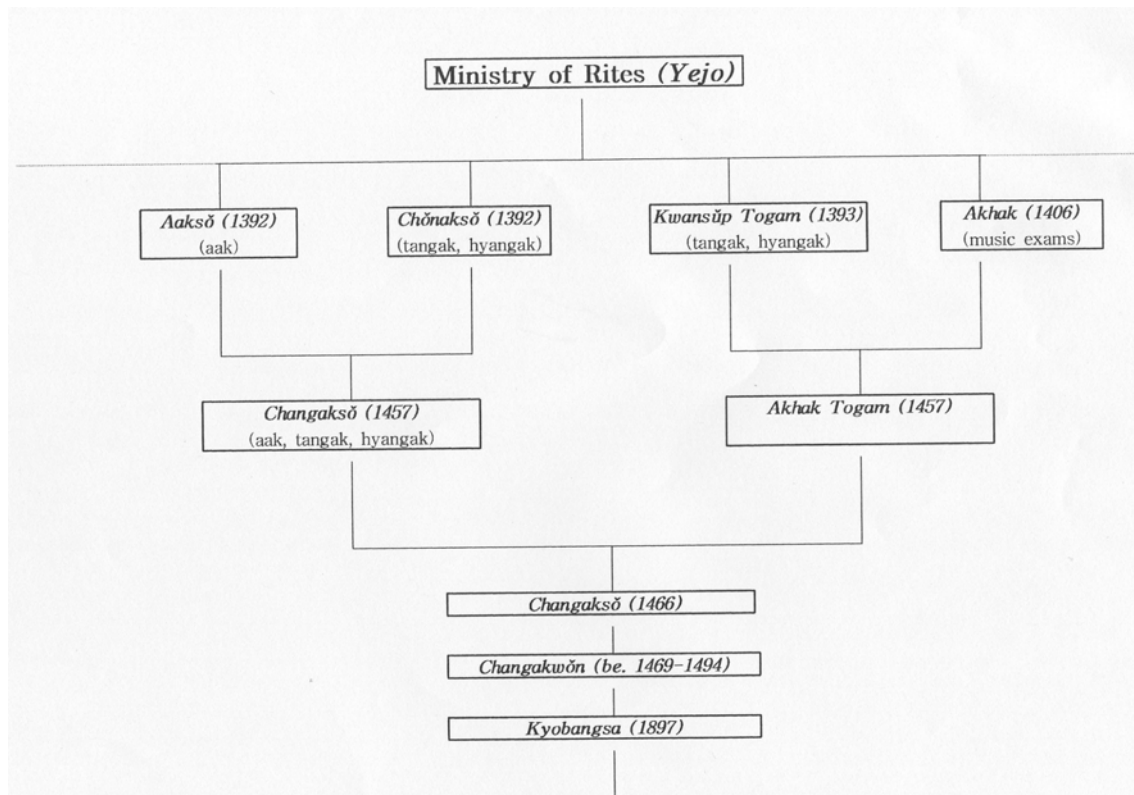 Ministry of Rites (Yejo)
Aaksŏ (1392)
(aak)
Chŏnaksŏ (1392)
(tangak, hyangak)
Kwansŭp Togam (1393)
(tangak, hyangak)
Akhak (1406)
(music exams)
Changaksŏ (1457)
(aak, tangak, hyangak)
Akhak Togam (1457)
Changaksŏ (1466)
Changakwŏn (be. 1469-1494)
Kyobangsa (1897)